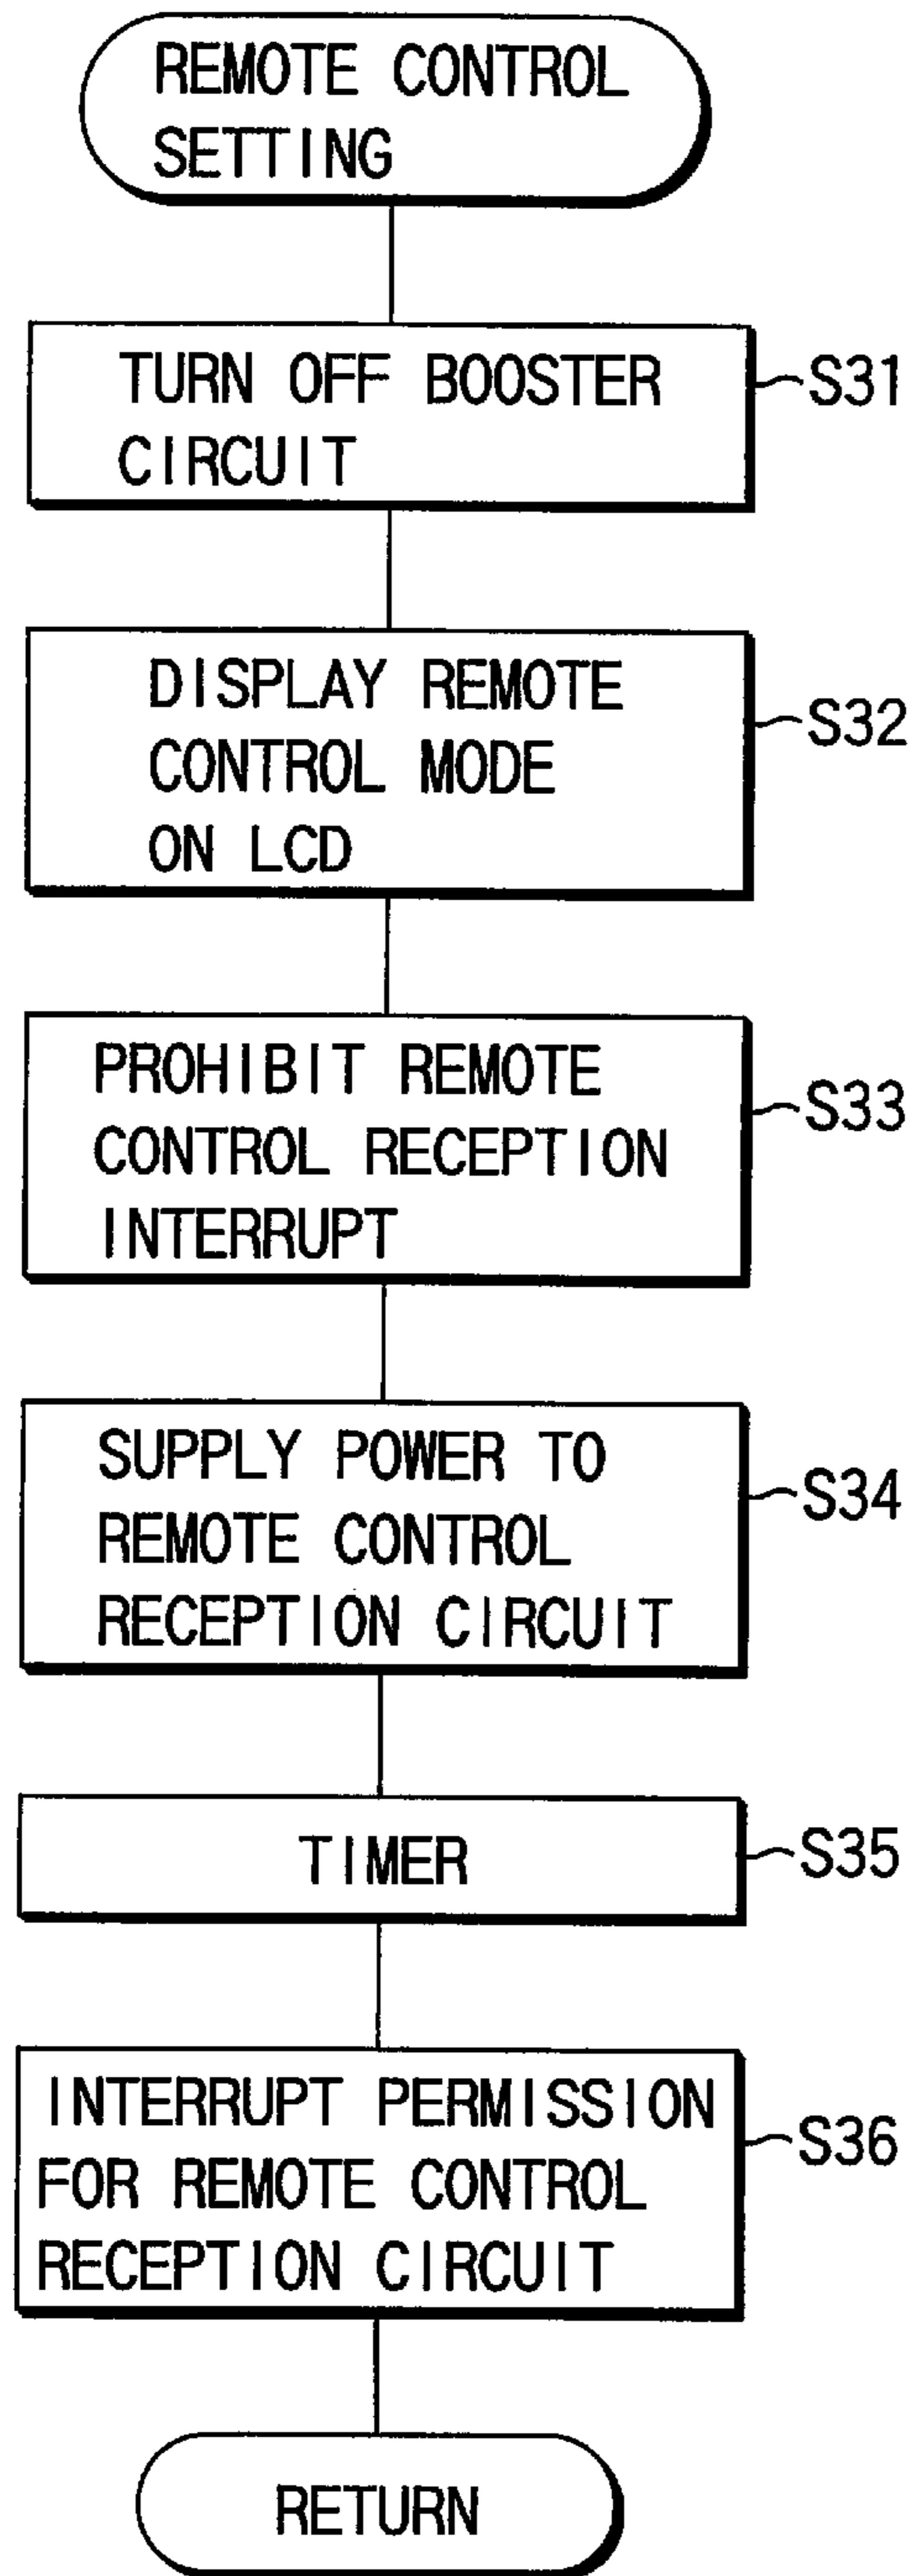 REMOTE CONTROL
SETTING
TURN OFF BOOSTER
CIRCUIT
S31
DISPLAY REMOTE
CONTROL MODE
ON LCD
S32
PROHIBIT REMOTE
CONTROL RECEPTION
INTERRUPT
S33
SUPPLY POWER TO
REMOTE CONTROL
RECEPTION CIRCUIT
S34
TIMER
S35
INTERRUPT PERMISSION
FOR REMOTE CONTROL
RECEPTION CIRCUIT
S36
RETURN